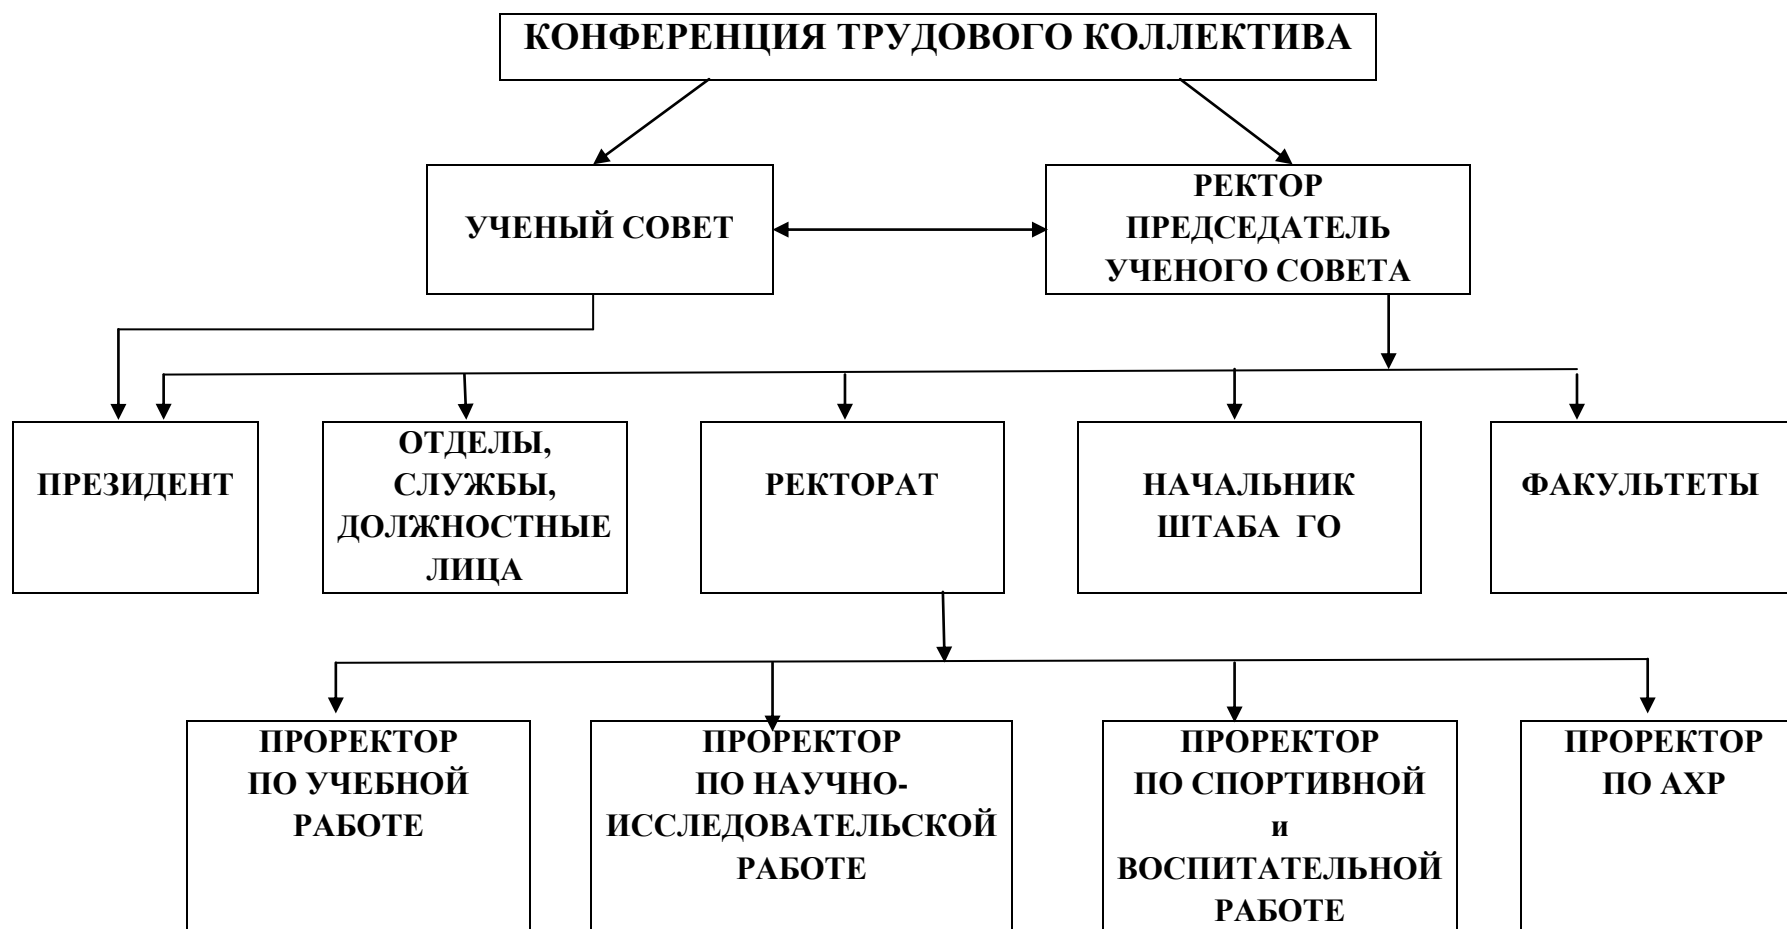 КОНФЕРЕНЦИЯ ТРУДОВОГО КОЛЛЕКТИВА
УЧЕНЫЙ СОВЕТ
РЕКТОР
ПРЕДСЕДАТЕЛЬ
УЧЕНОГО СОВЕТА
ПРЕЗИДЕНТ
ОТДЕЛЫ,
СЛУЖБЫ,
ДОЛЖНОСТНЫЕ
ЛИЦА
РЕКТОРАТ
НАЧАЛЬНИК
ШТАБА ГО
ФАКУЛЬТЕТЫ
ПРОРЕКТОР
ПО УЧЕБНОЙ
РАБОТЕ
ПРОРЕКТОР
ПО НАУЧНО-
ИССЛЕДОВАТЕЛЬСКОЙ
РАБОТЕ
ПРОРЕКТОР
ПО СПОРТИВНОЙ
и
ВОСПИТАТЕЛЬНОЙ
РАБОТЕ
ПРОРЕКТОР
ПО АХР